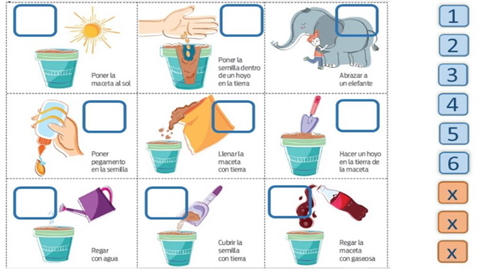 Poner la
maceta al sol
Poner la
semilla dentro
de un hoyo
en la tierra
Abrazar a
un elefante
Poner
pegamento
en la semilla
Llenar la
maceta
con tierra
Hacer un hoyo
en la tierra de
la maceta
Regar
con agua
Cubrir la
semilla
con tierra
Regar la
maceta
con gaseosa
1
2
3
4
5
6
x
x
x